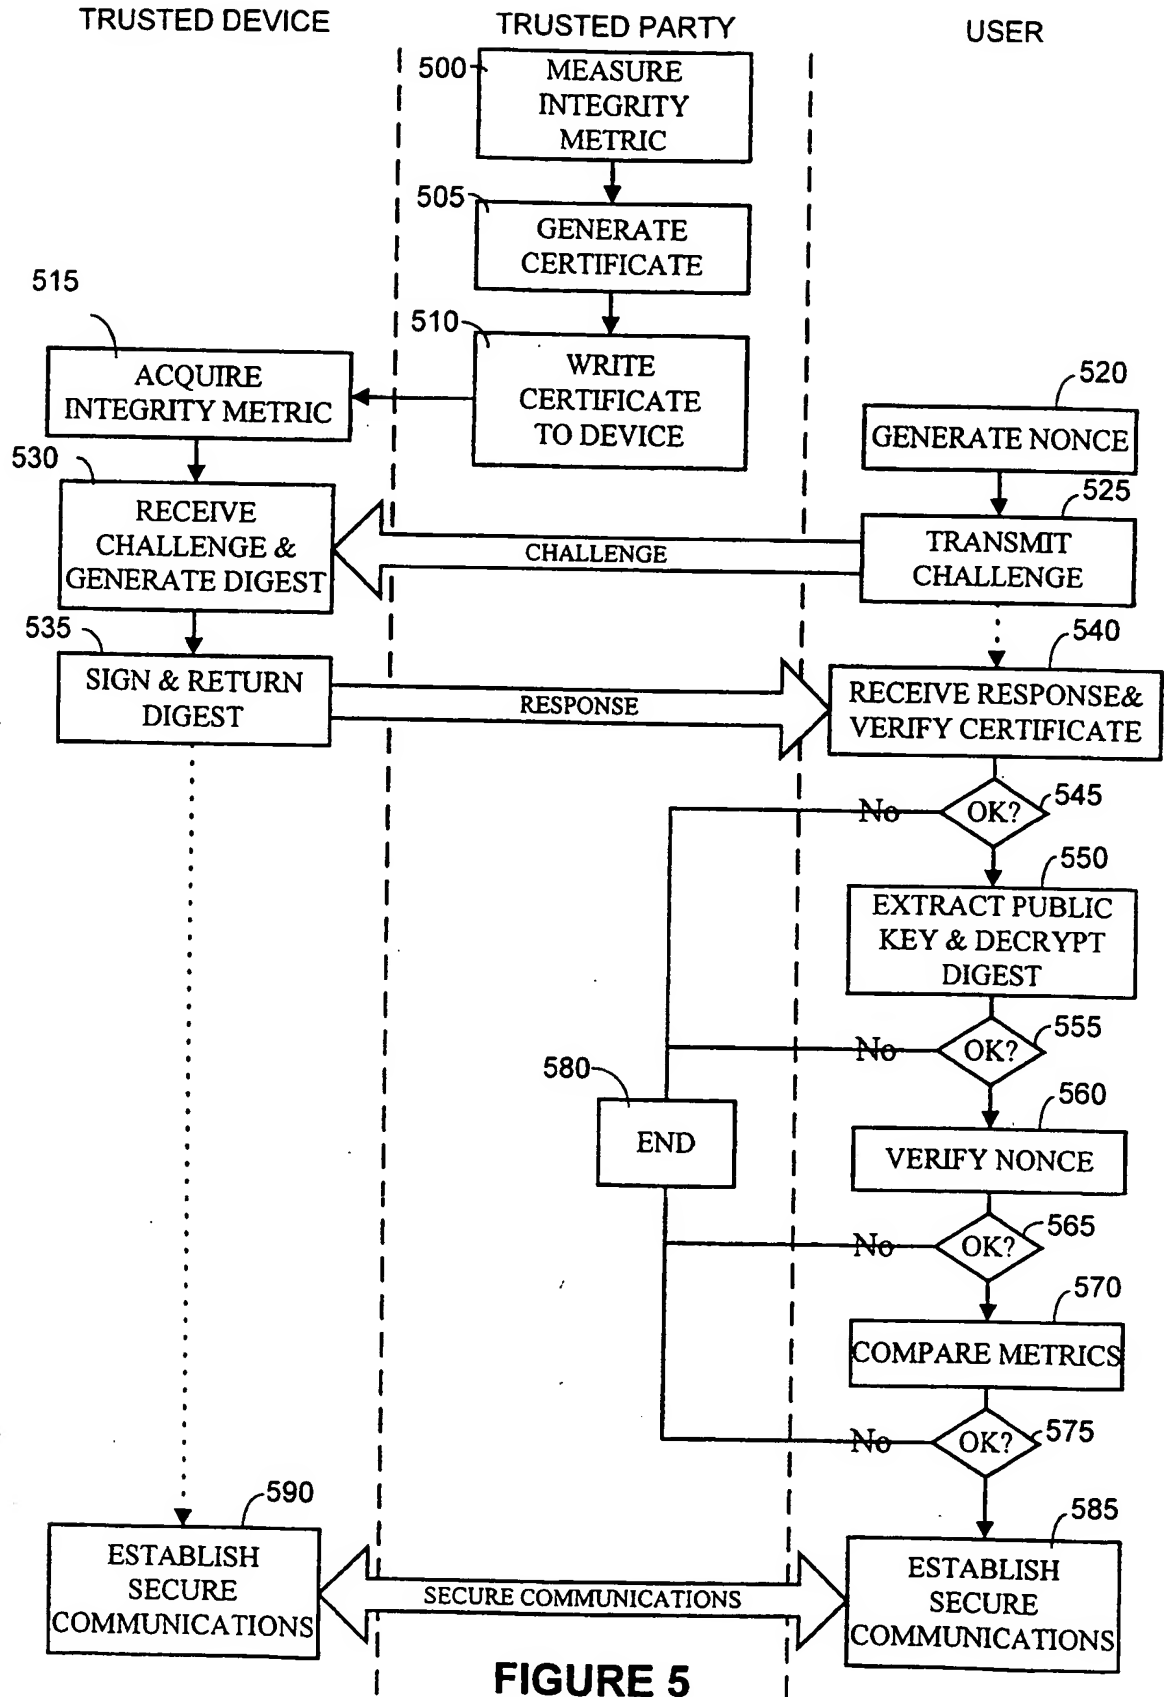 TRUSTED DEVICE
TRUSTED PARTY
USER
500
MEASURE
INTEGRITY
METRIC
505
GENERATE
CERTIFICATE
510
WRITE
CERTIFICATE
TO DEVICE
515
ACQUIRE
INTEGRITY METRIC
520
GENERATE NONCE
525
TRANSMIT
CHALLENGE
CHALLENGE
530
RECEIVE
CHALLENGE &
GENERATE DIGEST
535
SIGN & RETURN
DIGEST
RESPONSE
540
RECEIVE RESPONSE&
VERIFY CERTIFICATE
No
OK?
545
550
EXTRACT PUBLIC
KEY & DECRYPT
DIGEST
No
OK?
555
580
END
560
VERIFY NONCE
No
OK?
565
570
COMPARE METRICS
No
OK?
575
590
ESTABLISH
SECURE
COMMUNICATIONS
SECURE COMMUNICATIONS
585
ESTABLISH
SECURE
COMMUNICATIONS
FIGURE 5